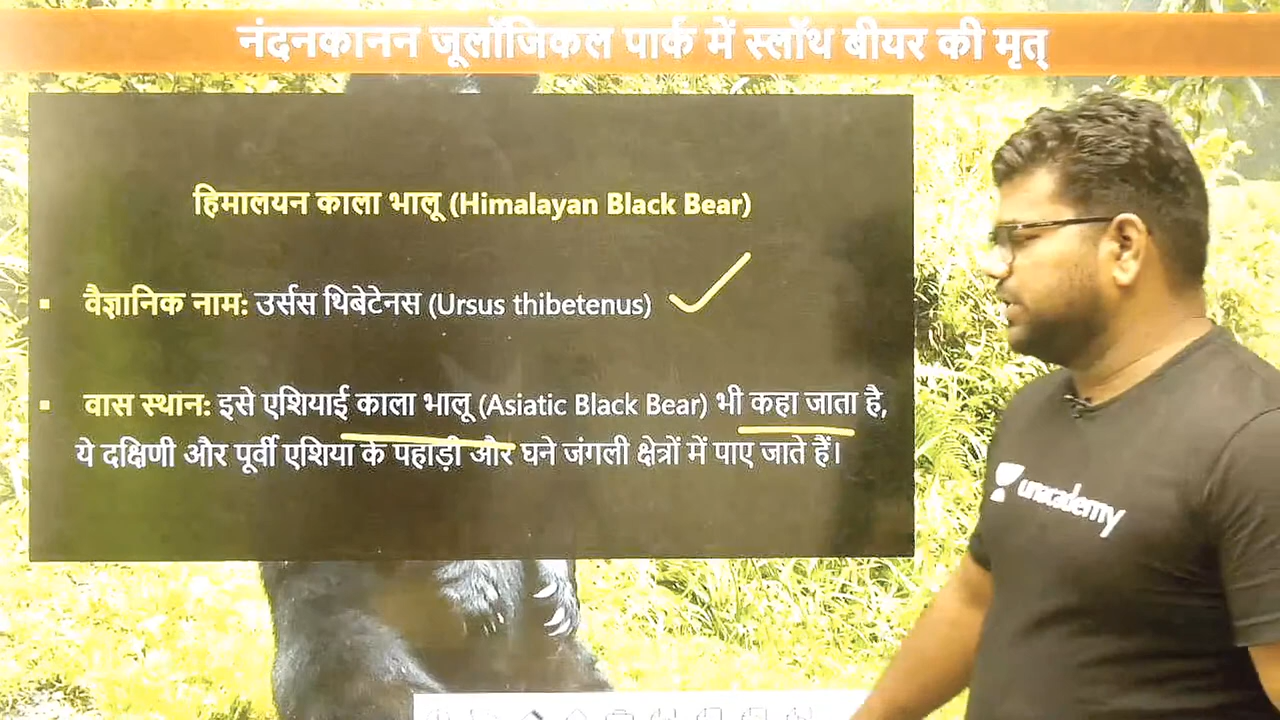 नंदनकानन जूलॉजिकल पार्क में स्लॉथ बीयर की मृत्
हिमालयन काला भालू (Himalayan Black Bear)
▪ वैज्ञानिक नाम: उर्सस थिबेटेनस (Ursus thibetenus)
▪ वास स्थान: इसे एशियाई काला भालू (Asiatic Black Bear) भी कहा जाता है,
ये दक्षिणी और पूर्वी एशिया के पहाड़ी और घने जंगली क्षेत्रों में पाए जाते हैं।
unacademy